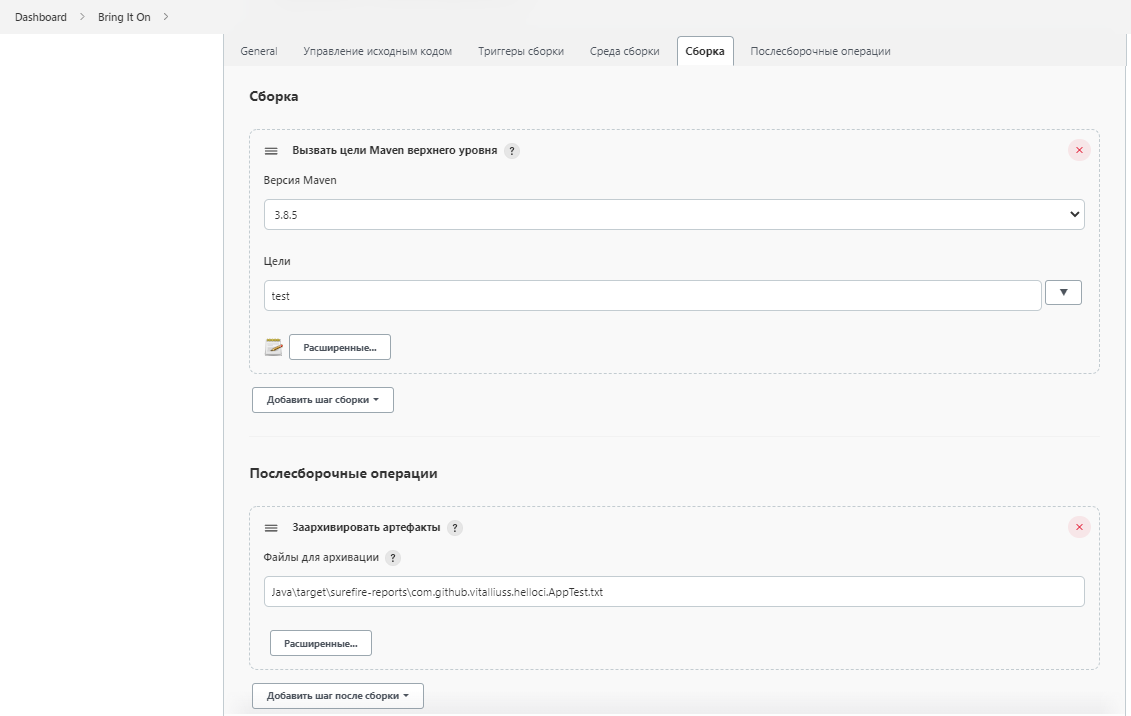 Dashboard > Bring It On >
General Управление исходным кодом Триггеры сборки Среда сборки Сборка Послесборочные операции
Сборка
Вызвать цели Maven верхнего уровня ?
Версия Maven
3.8.5
Цели
test
Расширенные...
Добавить шаг сборки
Послесборочные операции
Заархивировать артефакты ?
Файлы для архивации ?
Java\target\surefire-reports\com.github.vitalliuss.helloci.AppTest.txt
Расширенные...
Добавить шаг после сборки